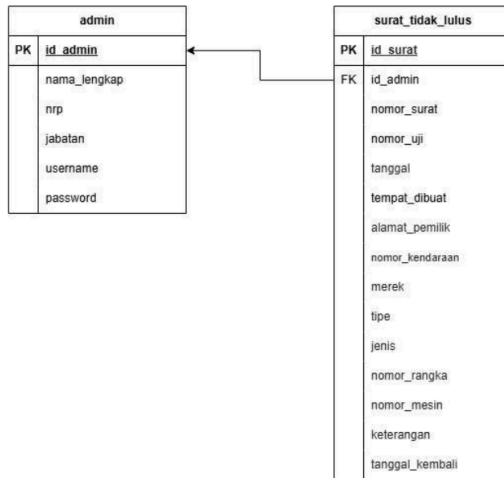 admin
PK id_admin
nama_lengkap
nrp
jabatan
username
password
surat_tidak_lulus
PK id_surat
FK id_admin
nomor_surat
nomor_uji
tanggal
tempat_dibuat
alamat_pemilik
nomor_kendaraan
merek
tipe
jenis
nomor_rangka
nomor_mesin
keterangan
tanggal_kembali